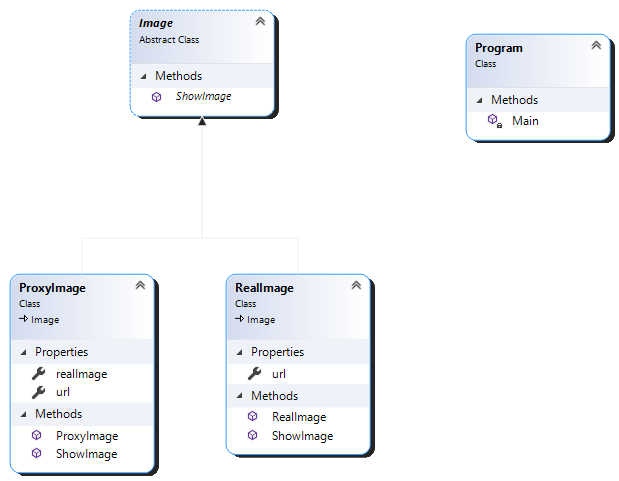 Image
Abstract Class
Methods
ShowImage
Program
Class
Methods
Main
ProxyImage
Class
Image
Properties
realImage
url
Methods
ProxyImage
ShowImage
RealImage
Class
Image
Properties
url
Methods
RealImage
ShowImage